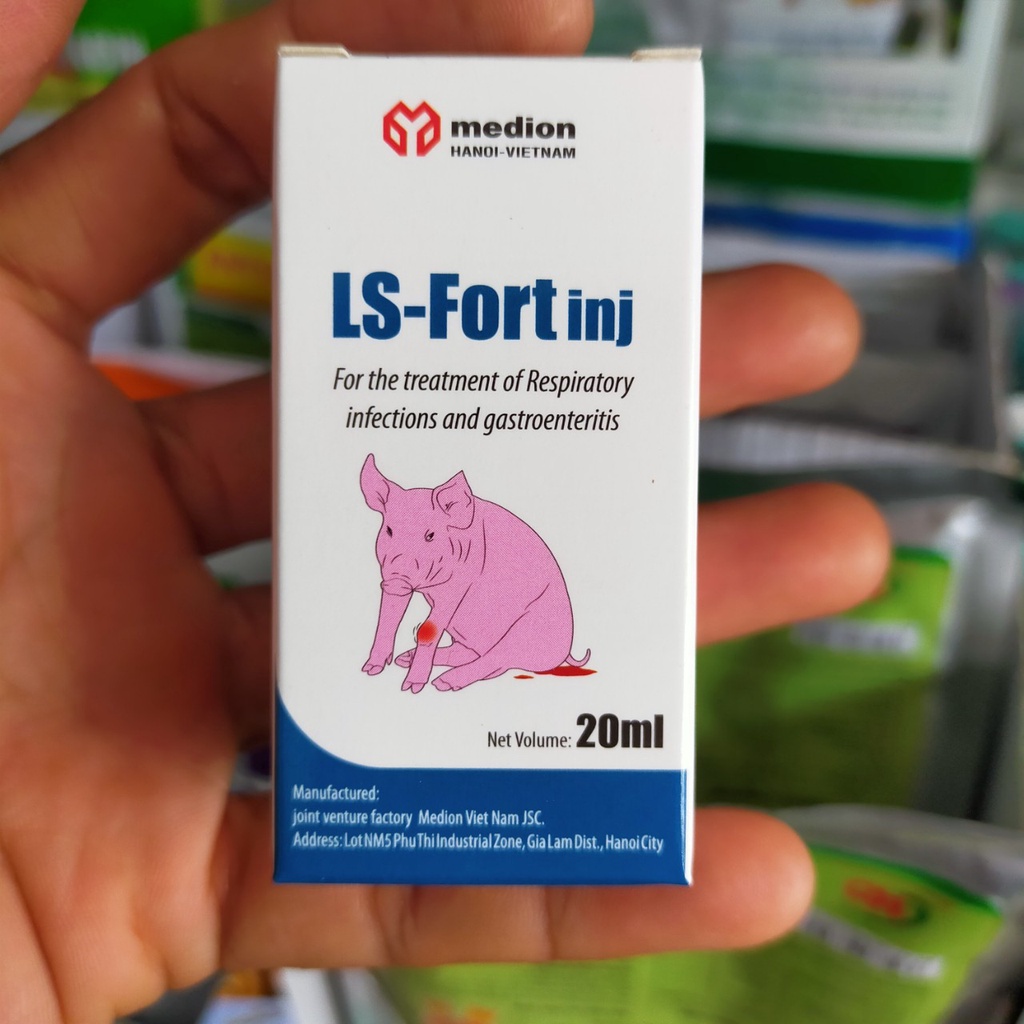 medion
HANOI-VIETNAM
LS-Fort inj
For the treatment of Respiratory
infections and gastroenteritis
Net Volume: 20ml
Manufactured:
joint venture factory Medion Viet Nam JSC.
Address: Lot NM5 Phu Thi Industrial Zone, Gia Lam Dist., Hanoi City